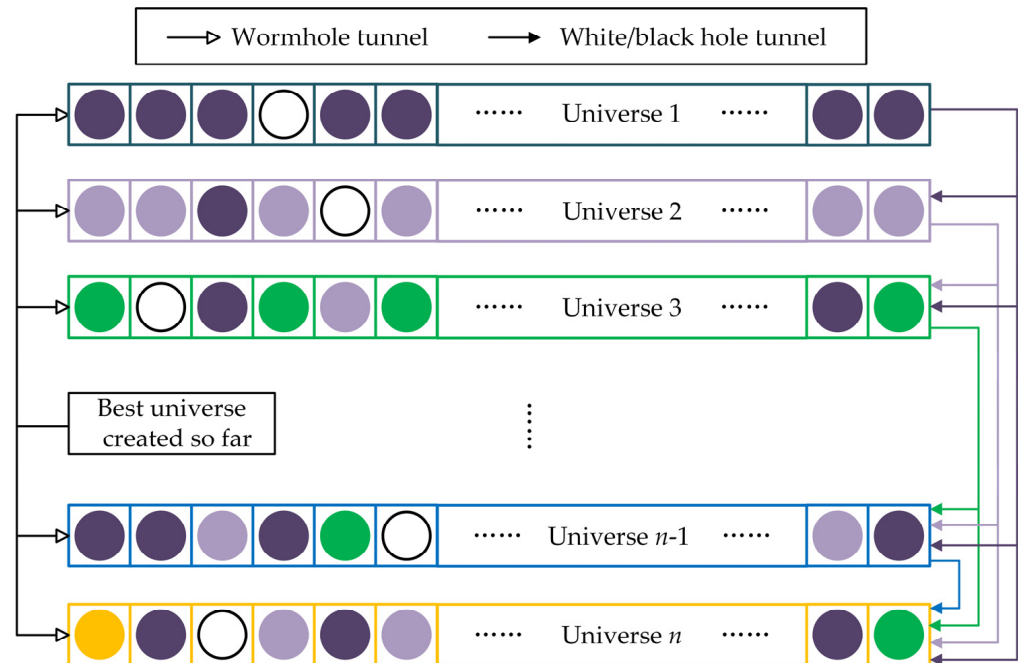 Wormhole tunnel
White/black hole tunnel
······ Universe 1 ······
······ Universe 2 ······
······ Universe 3 ······
Best universe
created so far
······ Universe n-1 ······
······ Universe n ······